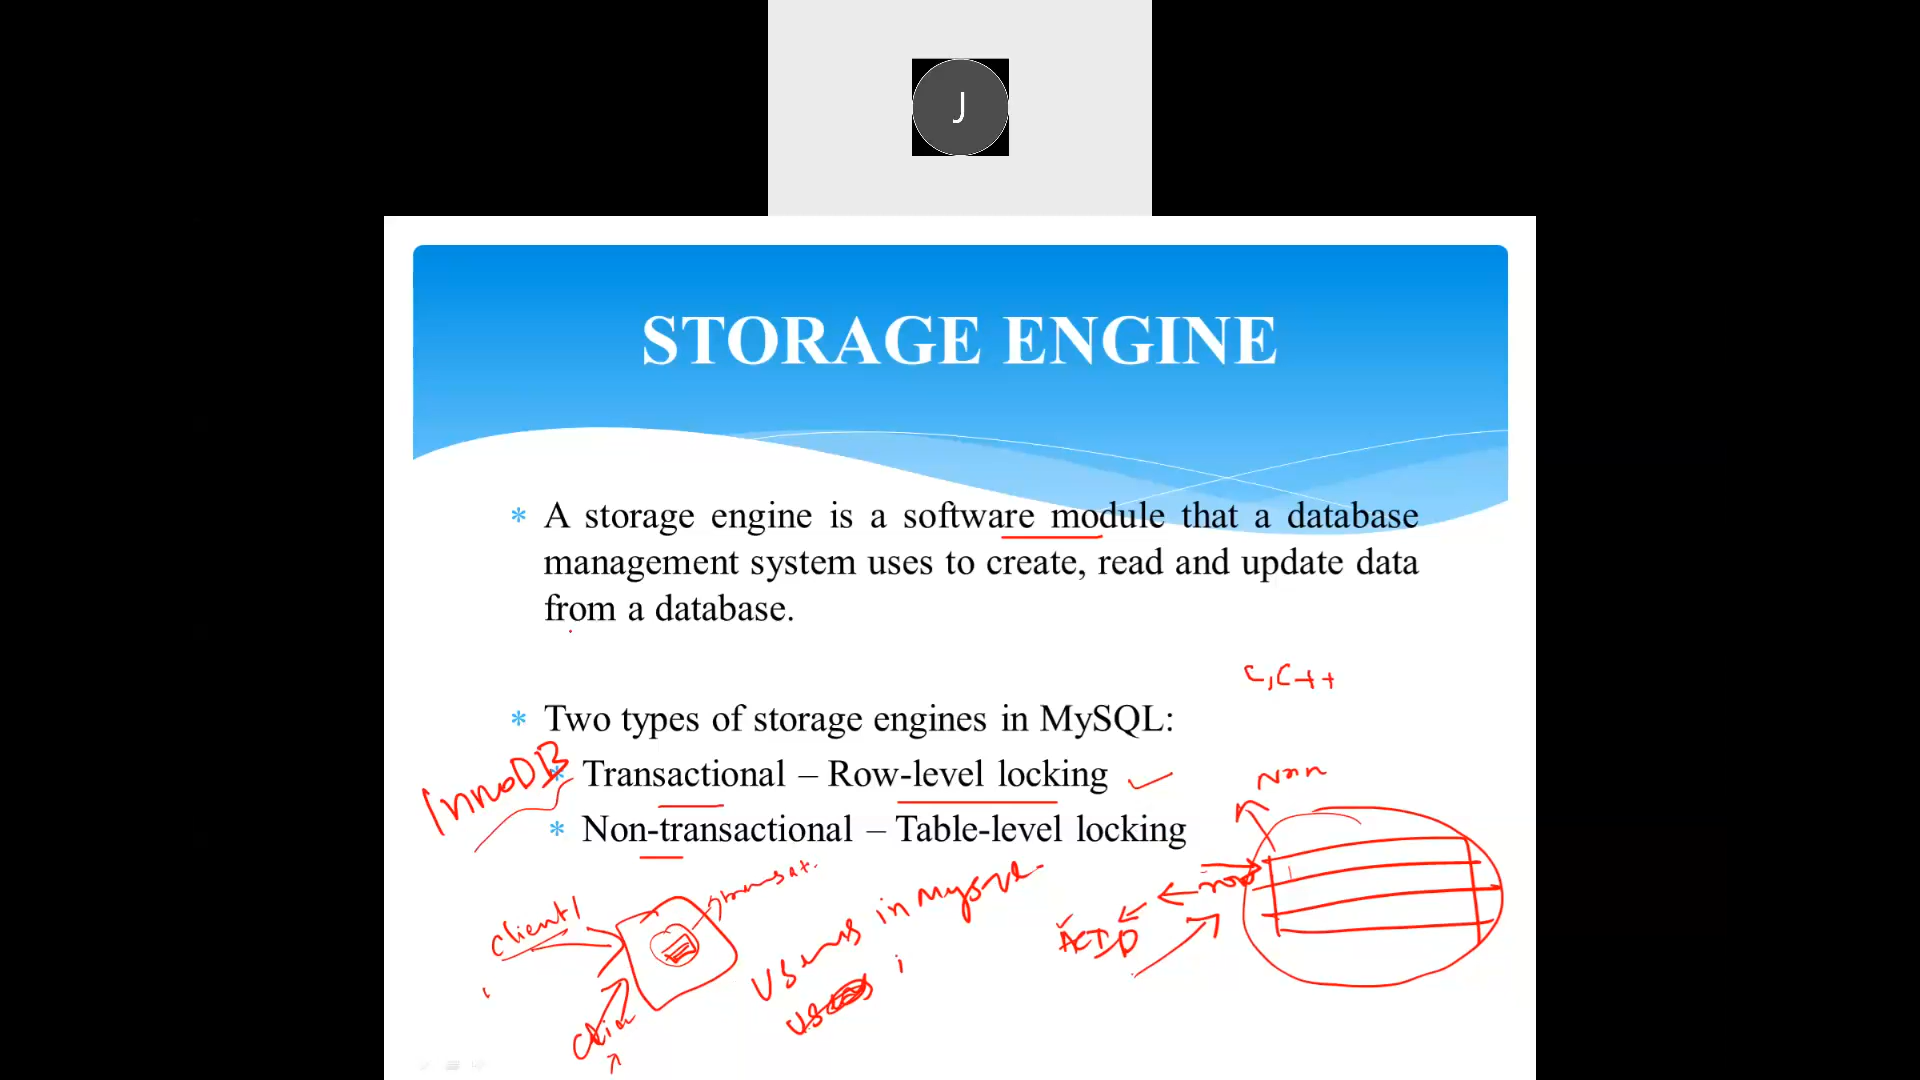 J
STORAGE ENGINE
* A storage engine is a software module that a database
management system uses to create, read and update data
from a database.
C, C++
* Two types of storage engines in MySQL:
InnoDB
* Transactional – Row-level locking
Non
* Non-transactional – Table-level locking
client1
users in MySQL
row
ACID